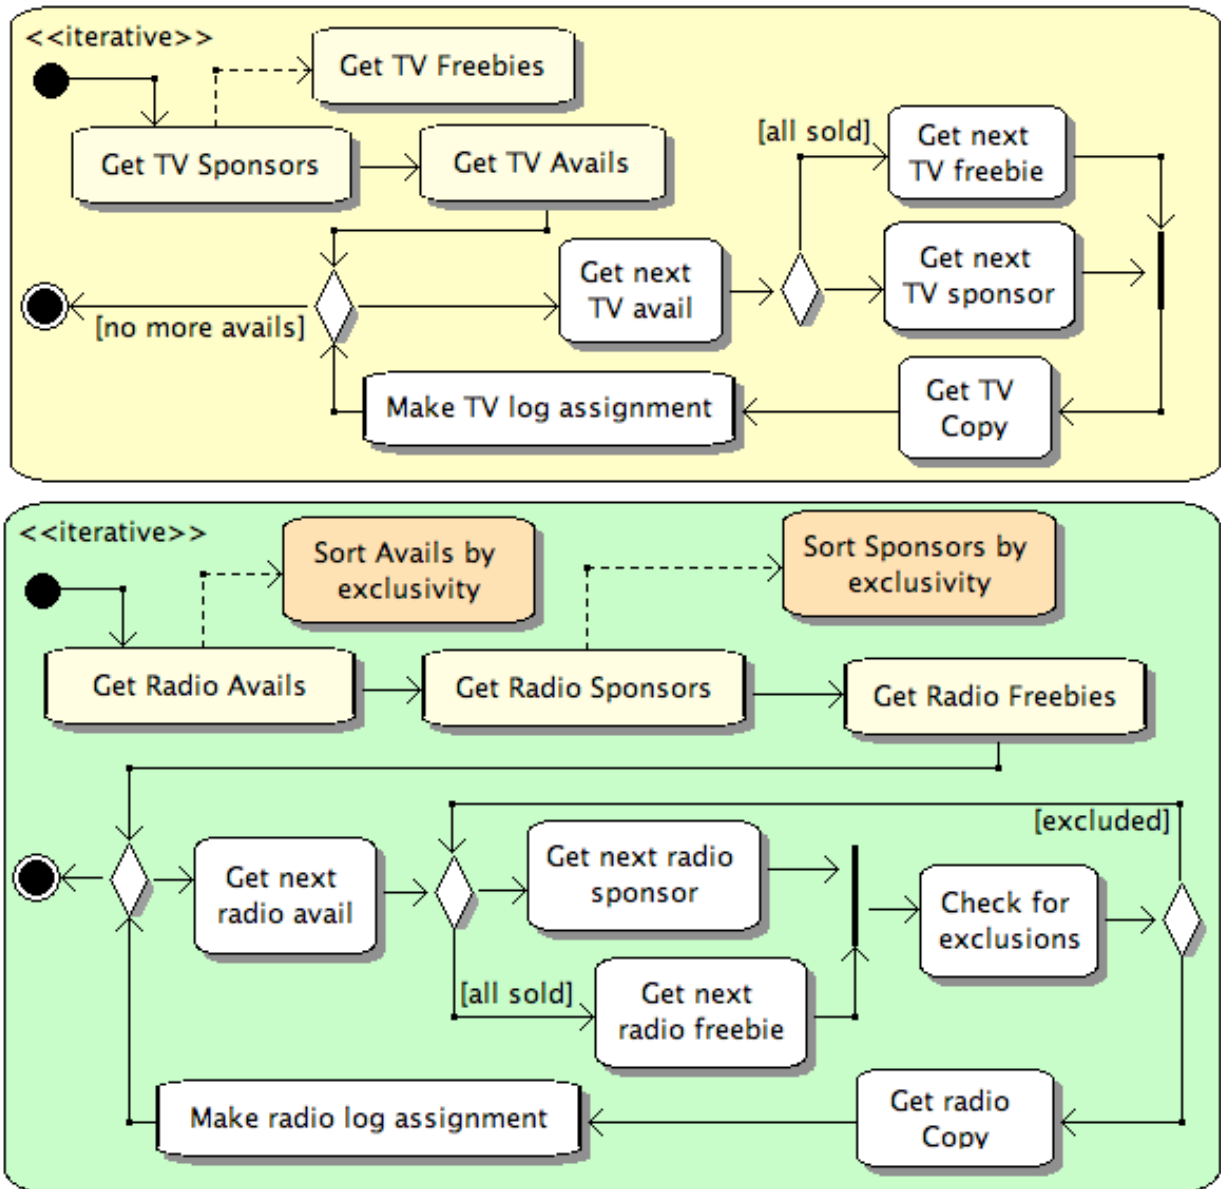 <<iterative>>
Get TV Freebies
Get TV Sponsors
Get TV Avails
[all sold]
Get next
TV freebie
Get next
TV avail
Get next
TV sponsor
[no more avails]
Make TV log assignment
Get TV
Copy
<<iterative>>
Sort Avails by
exclusivity
Sort Sponsors by
exclusivity
Get Radio Avails
Get Radio Sponsors
Get Radio Freebies
[excluded]
Get next
radio avail
Get next radio
sponsor
Check for
exclusions
[all sold]
Get next
radio freebie
Make radio log assignment
Get radio
Copy